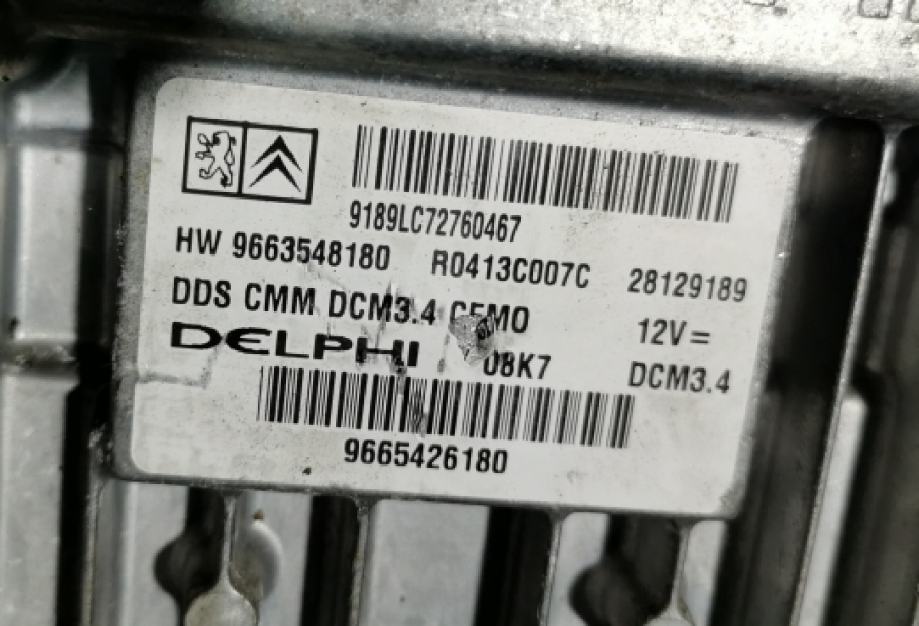 9189LC72760467
HW 9663548180 R0413C007C 28129189
DDS CMM DCM3.4 12V=
DELPHI 08K7 DCM3.4
9665426180